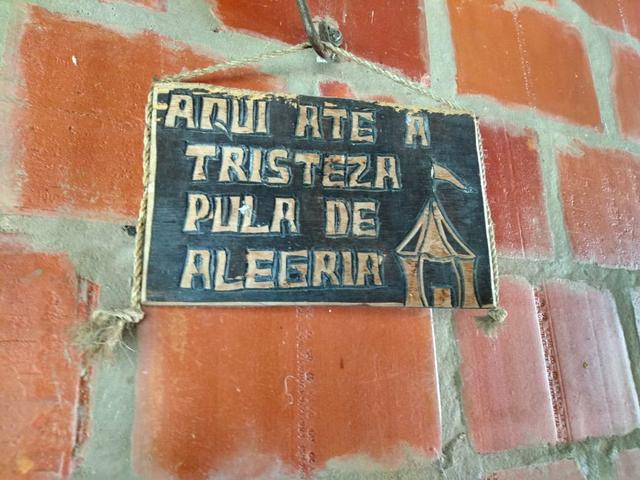 AQUI ATÉ A
TRISTEZA
PULA DE
ALEGRIA